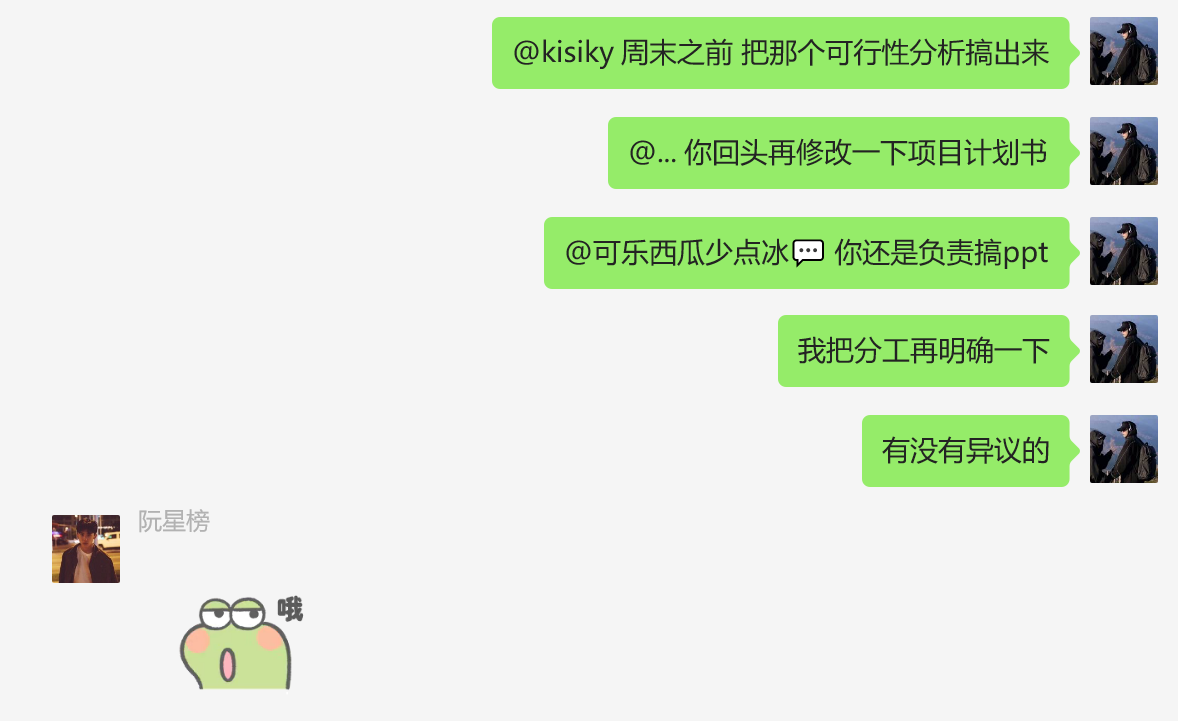 @kisiky 周末之前 把那个可行性分析搞出来
@... 你回头再修改一下项目计划书
@可乐西瓜少点冰💬 你还是负责搞ppt
我把分工再明确一下
有没有异议的
阮星榜
哦